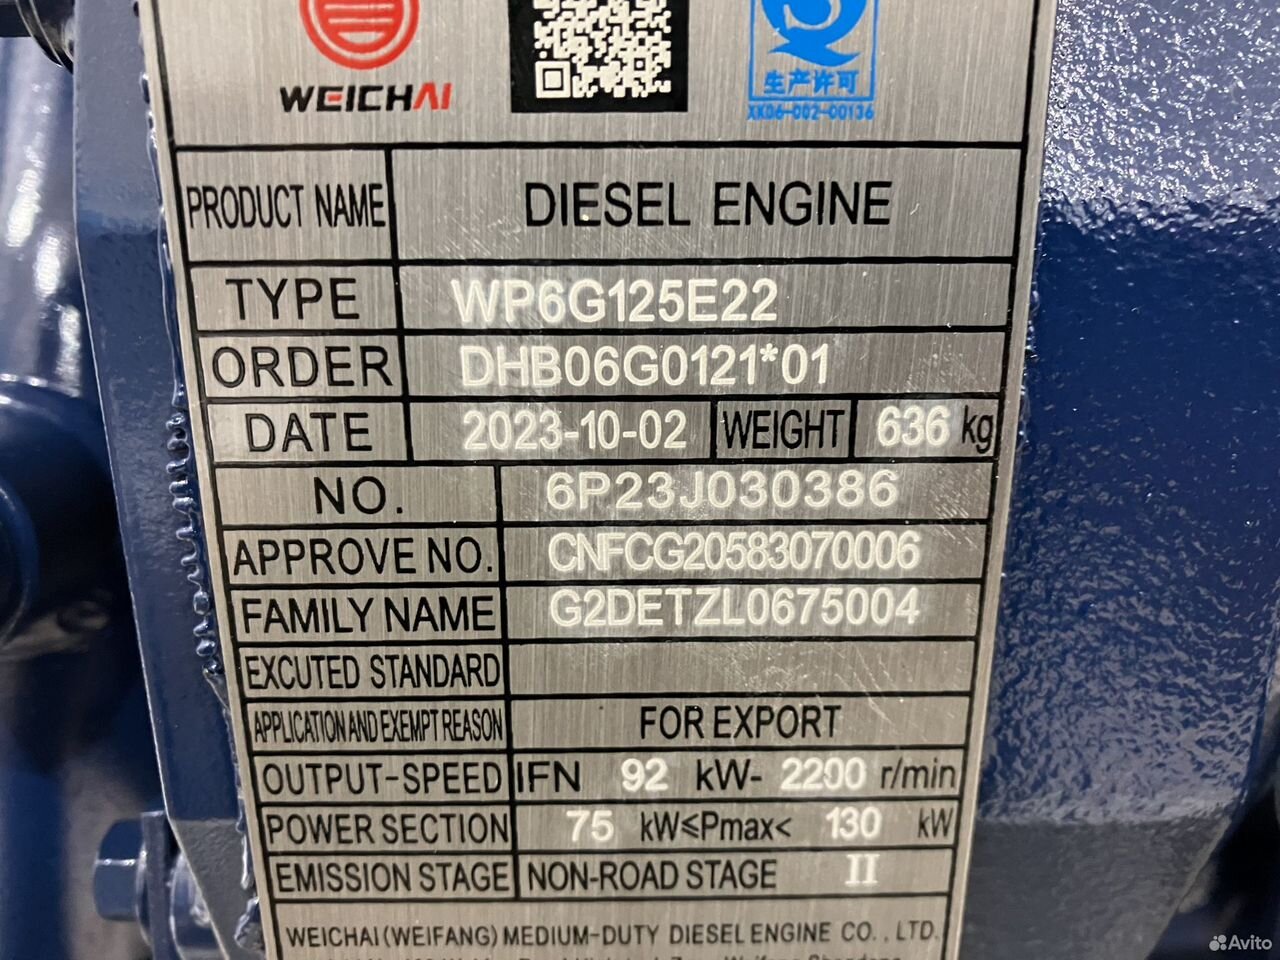 WEICHAI
生产许可
XK06-002-00136
PRODUCT NAME DIESEL ENGINE
TYPE WP6G125E22
ORDER DHB06G0121*01
DATE 2023-10-02 WEIGHT 636 kg
NO. 6P23J030386
APPROVE NO. CNFCG20583070006
FAMILY NAME G2DETZL0675004
EXCUTED STANDARD
APPLICATION AND EXEMPT REASON FOR EXPORT
OUTPUT-SPEED IFN 92 kW- 2200 r/min
POWER SECTION 75 kW≤Pmax< 130 kW
EMISSION STAGE NON-ROAD STAGE II
WEICHAI (WEIFANG) MEDIUM-DUTY DIESEL ENGINE CO., LTD.
Avito